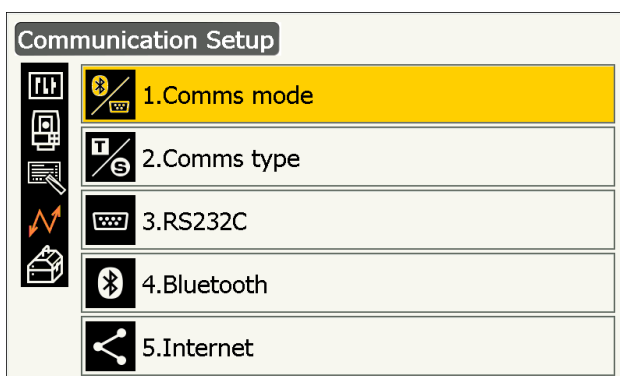 Communication Setup
1.Comms mode
T
S
2.Comms type
3.RS232C
4.Bluetooth
5.Internet